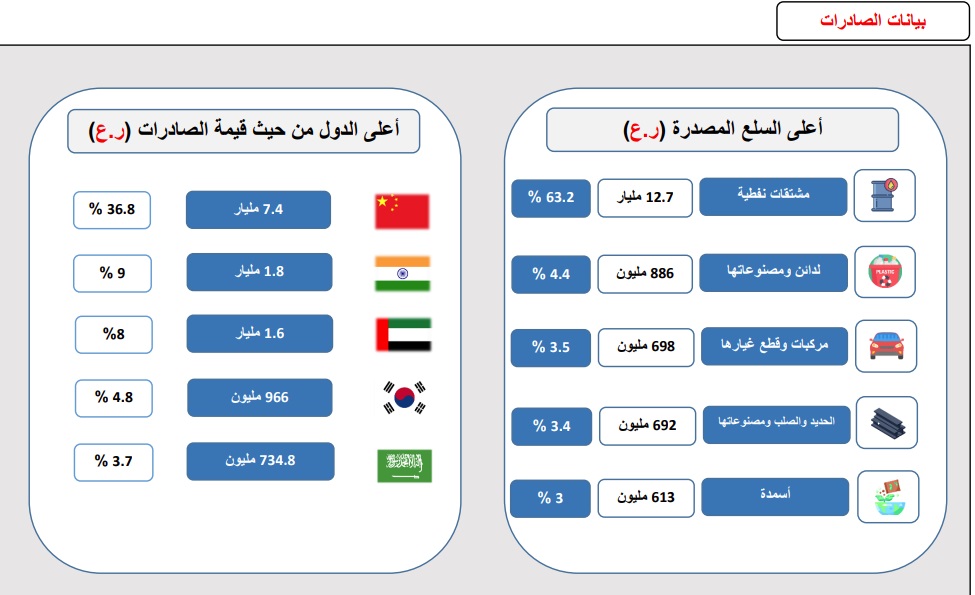 بيانات الصادرات
أعلى السلع المصدرة (ر.ع)
مشتقات نفطية
12.7 مليار
63.2 %
PLASTIC
لدائن ومصنوعاتها
886 مليون
4.4 %
مركبات وقطع غيارها
698 مليون
3.5 %
الحديد والصلب ومصنوعاتها
692 مليون
3.4 %
أسمدة
613 مليون
3 %
أعلى الدول من حيث قيمة الصادرات (ر.ع)
7.4 مليار
36.8 %
1.8 مليار
9 %
1.6 مليار
8%
966 مليون
4.8 %
734.8 مليون
3.7 %